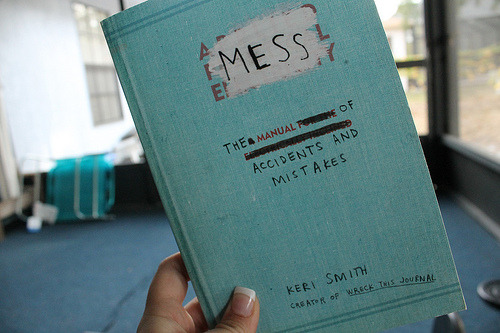 MESS
THE MANUAL OF
ACCIDENTS AND
MISTAKES
KERI SMITH
CREATOR OF WRECK THIS JOURNAL